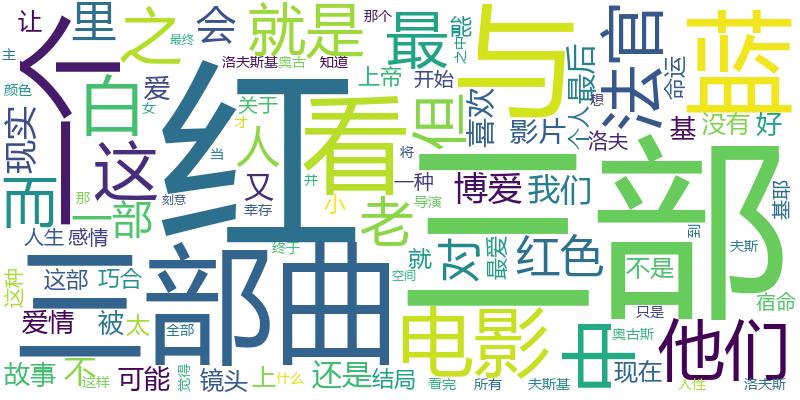 个
里
之
会
就是
最
与
官
法
蓝
让
那个
最终
主
颜色
白
爱
洛夫斯基
奥古
知道
之中
能
上帝
开始
关于
女
红
看
但
喜欢
影片
个人
最后
命运
想
现实
这
人
才
当
又
将
并
一种
洛夫
基
没有
好
而
一部
那
刻意
幸存
小
老
导演
博爱
我们
三部
基耶
人生
感情
终于
对
就
最爱
红色
到
夫斯
不是
这种
这部
巧合
三部曲
空间
宿命
爱情
被
太
全部
电影
中
只是
奥古斯
他们
故事
不
这样
可能
觉得
镜头
上
什么
还是
结局
看完
所有
夫斯基
现在
人性
洛夫斯